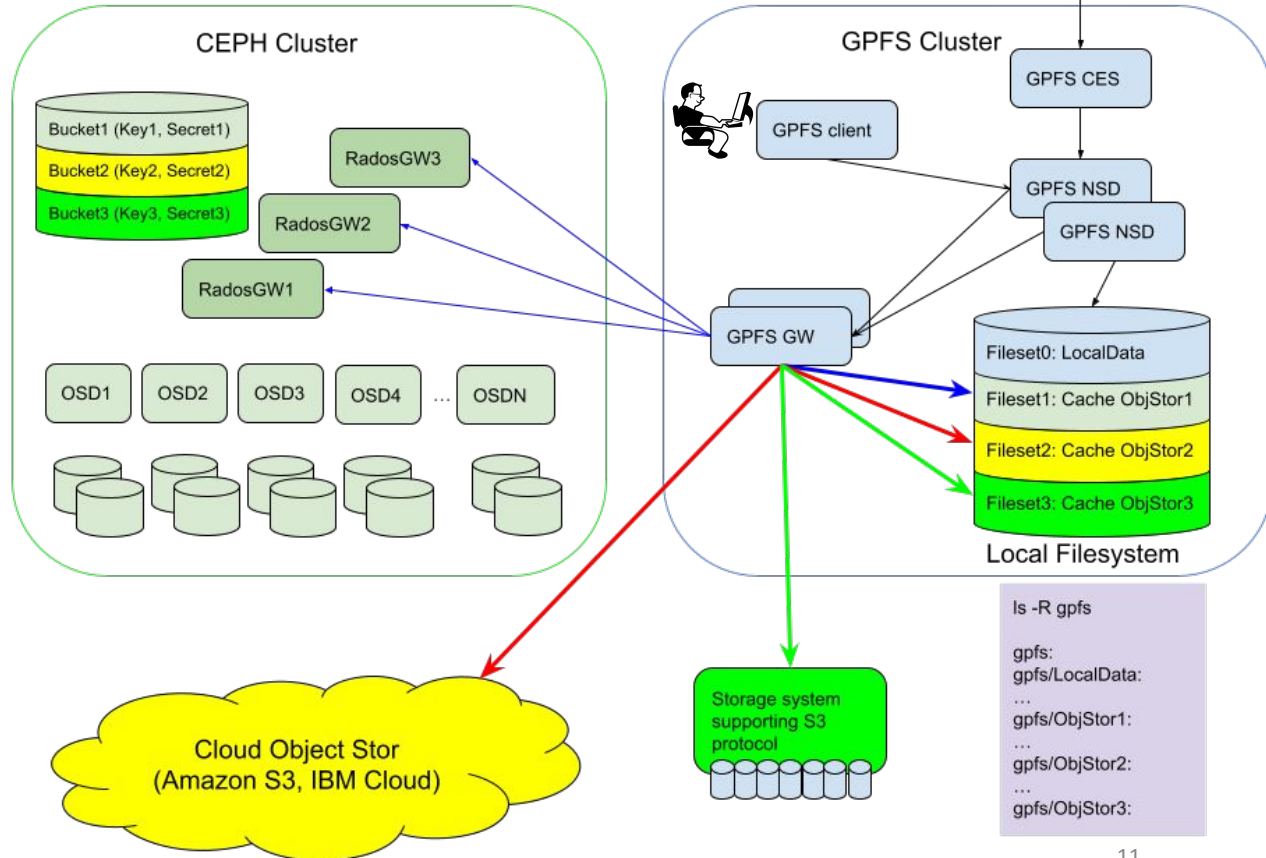 CEPH Cluster
Bucket1 (Key1, Secret1)
Bucket2 (Key2, Secret2)
Bucket3 (Key3, Secret3)
RadosGW3
RadosGW2
RadosGW1
OSD1
OSD2
OSD3
OSD4
...
OSDN
GPFS Cluster
GPFS CES
GPFS client
GPFS NSD
GPFS NSD
GPFS GW
Fileset0: LocalData
Fileset1: Cache ObjStor1
Fileset2: Cache ObjStor2
Fileset3: Cache ObjStor3
Local Filesystem
Cloud Object Stor
(Amazon S3, IBM Cloud)
Storage system
supporting S3
protocol
ls -R gpfs
gpfs:
gpfs/LocalData:
...
gpfs/ObjStor1:
...
gpfs/ObjStor2:
...
gpfs/ObjStor3:
11